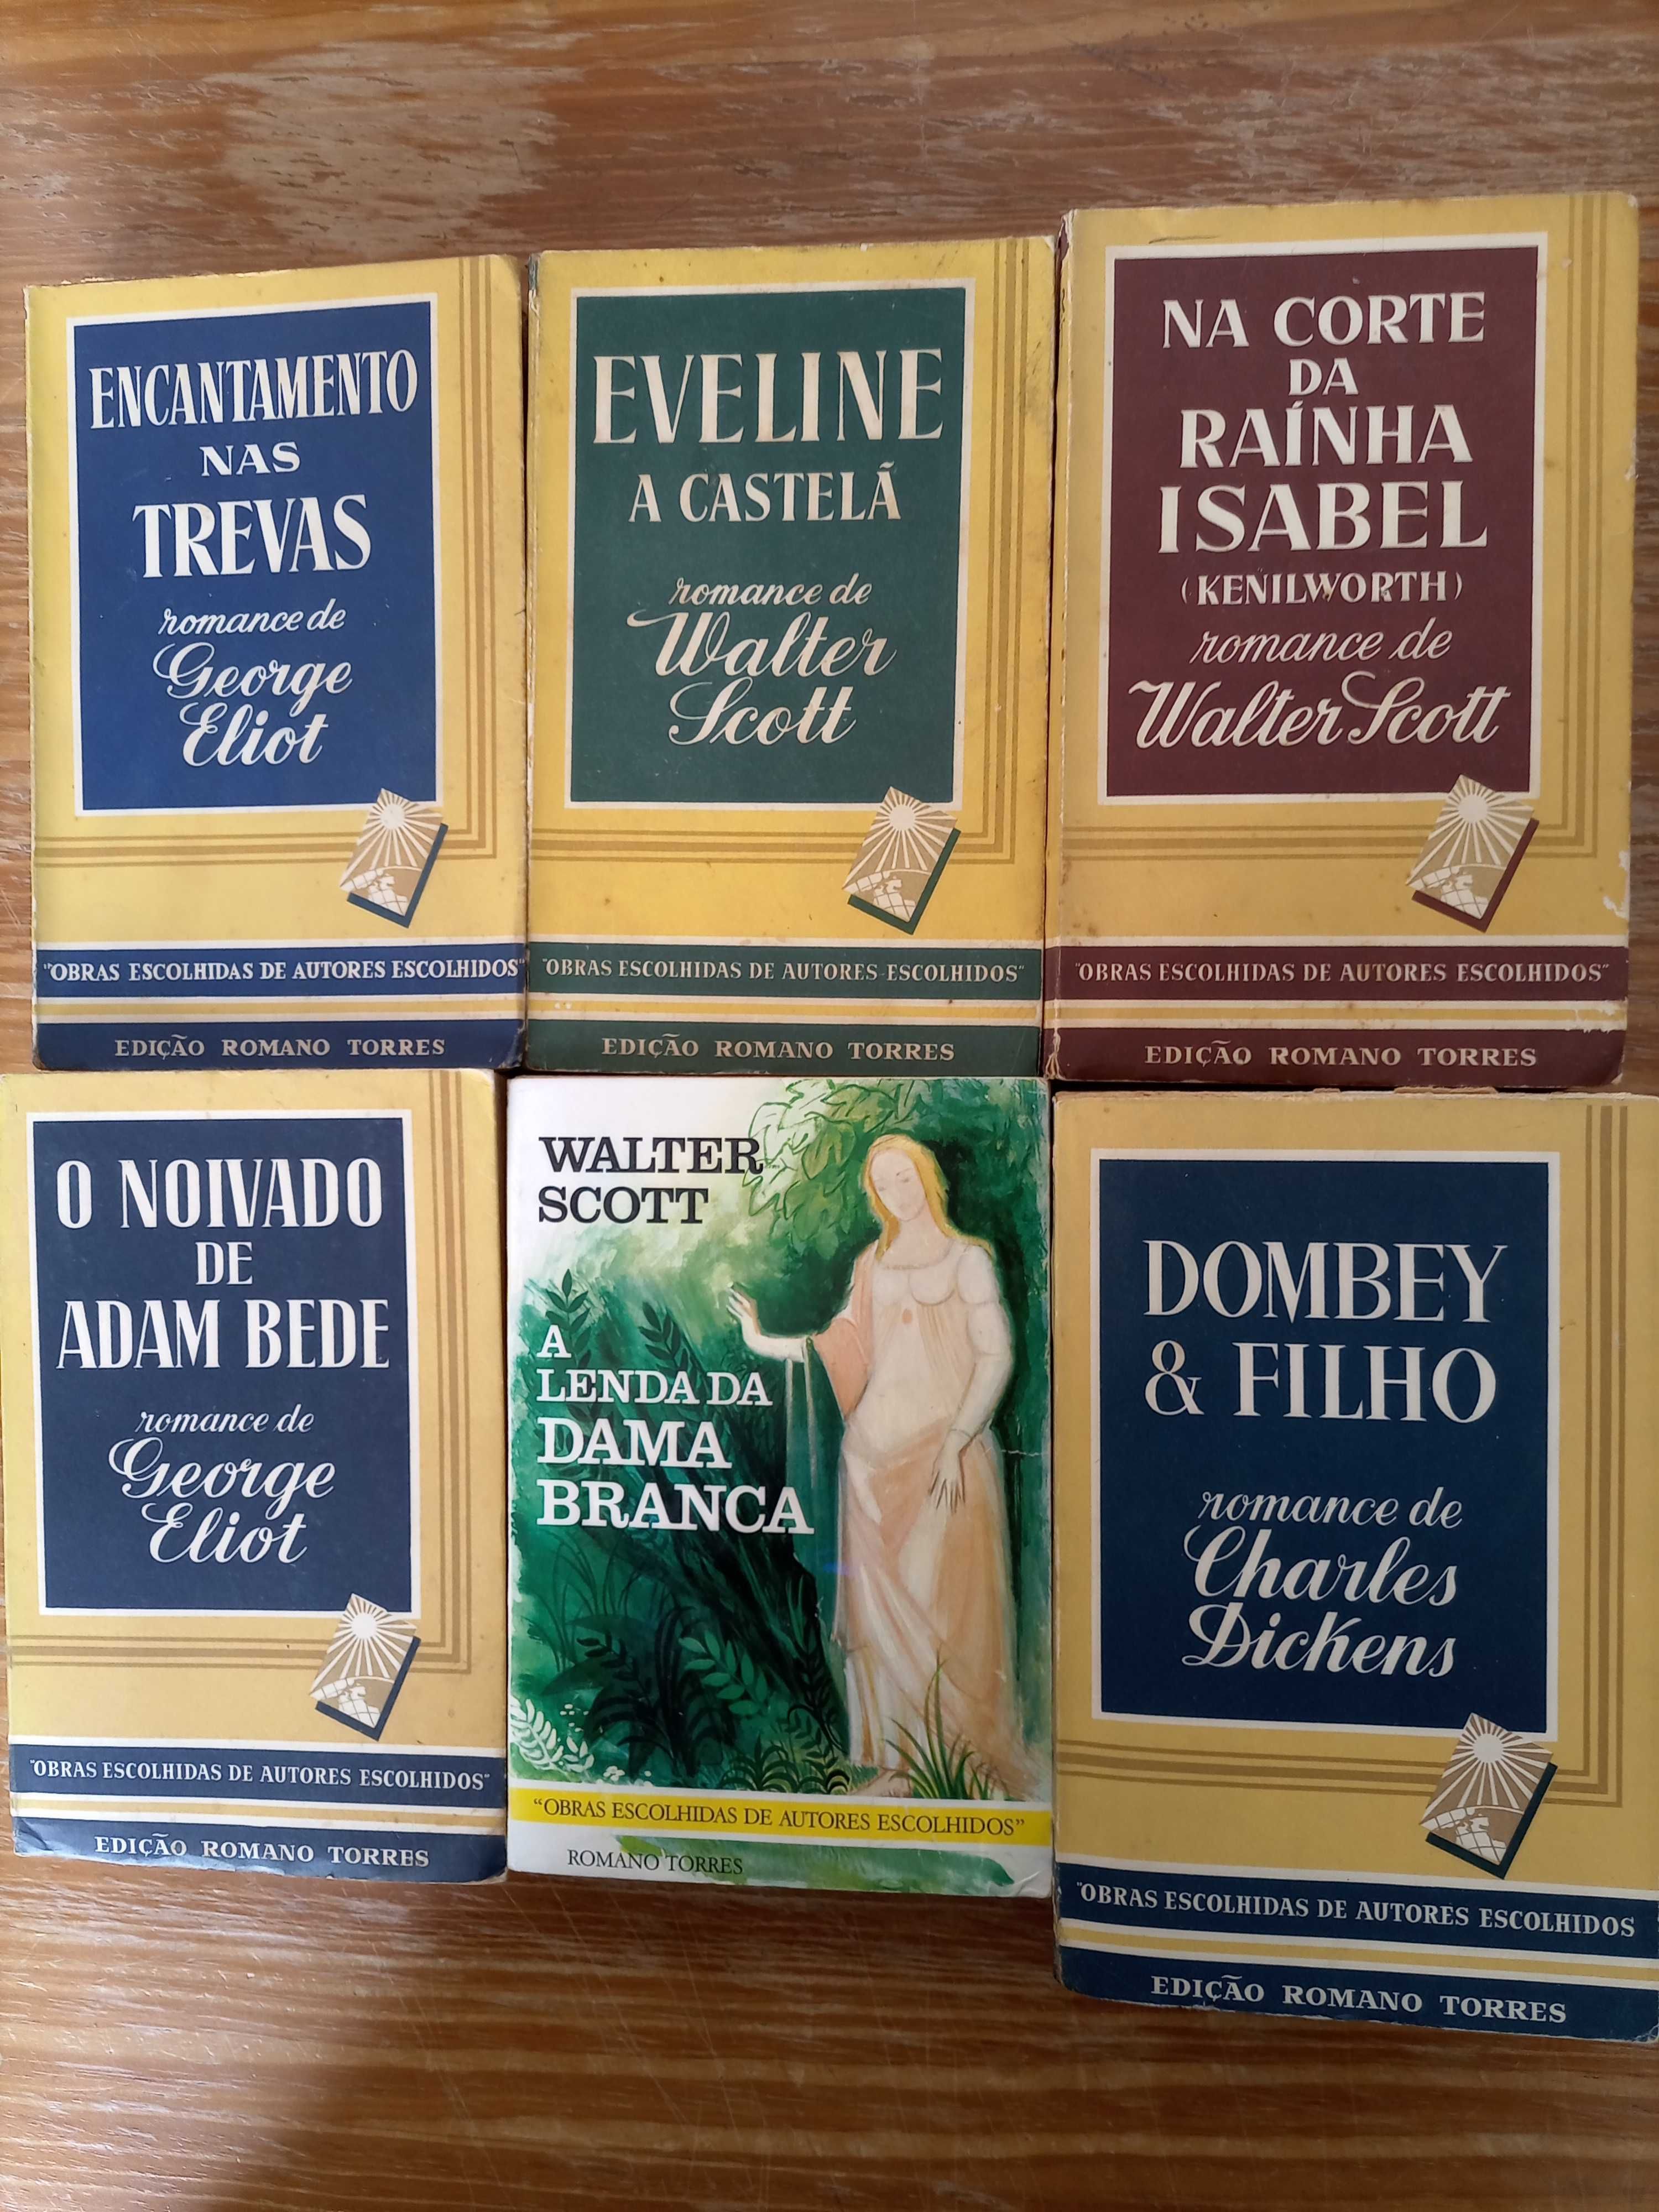 ENCANTAMENTO
NAS
TREVAS
romance de
George
Eliot
"OBRAS ESCOLHIDAS DE AUTORES ESCOLHIDOS"
EDIÇÃO ROMANO TORRES
EVELINE
A CASTELÃ
romance de
Walter
Scott
"OBRAS ESCOLHIDAS DE AUTORES ESCOLHIDOS"
EDIÇÃO ROMANO TORRES
NA CORTE
DA
RAÍNHA
ISABEL
(KENILWORTH)
romance de
Walter Scott
"OBRAS ESCOLHIDAS DE AUTORES ESCOLHIDOS"
EDIÇÃO ROMANO TORRES
O NOIVADO
DE
ADAM BEDE
romance de
George
Eliot
"OBRAS ESCOLHIDAS DE AUTORES ESCOLHIDOS"
EDIÇÃO ROMANO TORRES
WALTER
SCOTT
A
LENDA DA
DAMA
BRANCA
"OBRAS ESCOLHIDAS DE AUTORES ESCOLHIDOS"
ROMANO TORRES
DOMBEY
& FILHO
romance de
Charles
Dickens
"OBRAS ESCOLHIDAS DE AUTORES ESCOLHIDOS
EDIÇÃO ROMANO TORRES